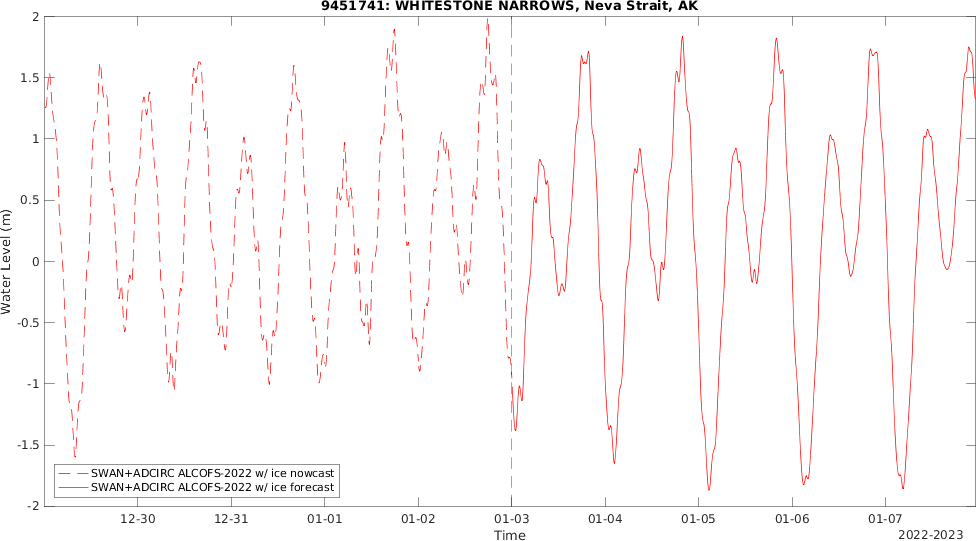 9451741: WHITESTONE NARROWS, Neva Strait, AK
2
1.5
1
0.5
0
-0.5
-1
-1.5
-2
Water Level (m)
SWAN+ADCIRC ALCOFS-2022 w/ ice nowcast
SWAN+ADCIRC ALCOFS-2022 w/ ice forecast
12-30 12-31 01-01 01-02 01-03 01-04 01-05 01-06 01-07
Time
2022-2023